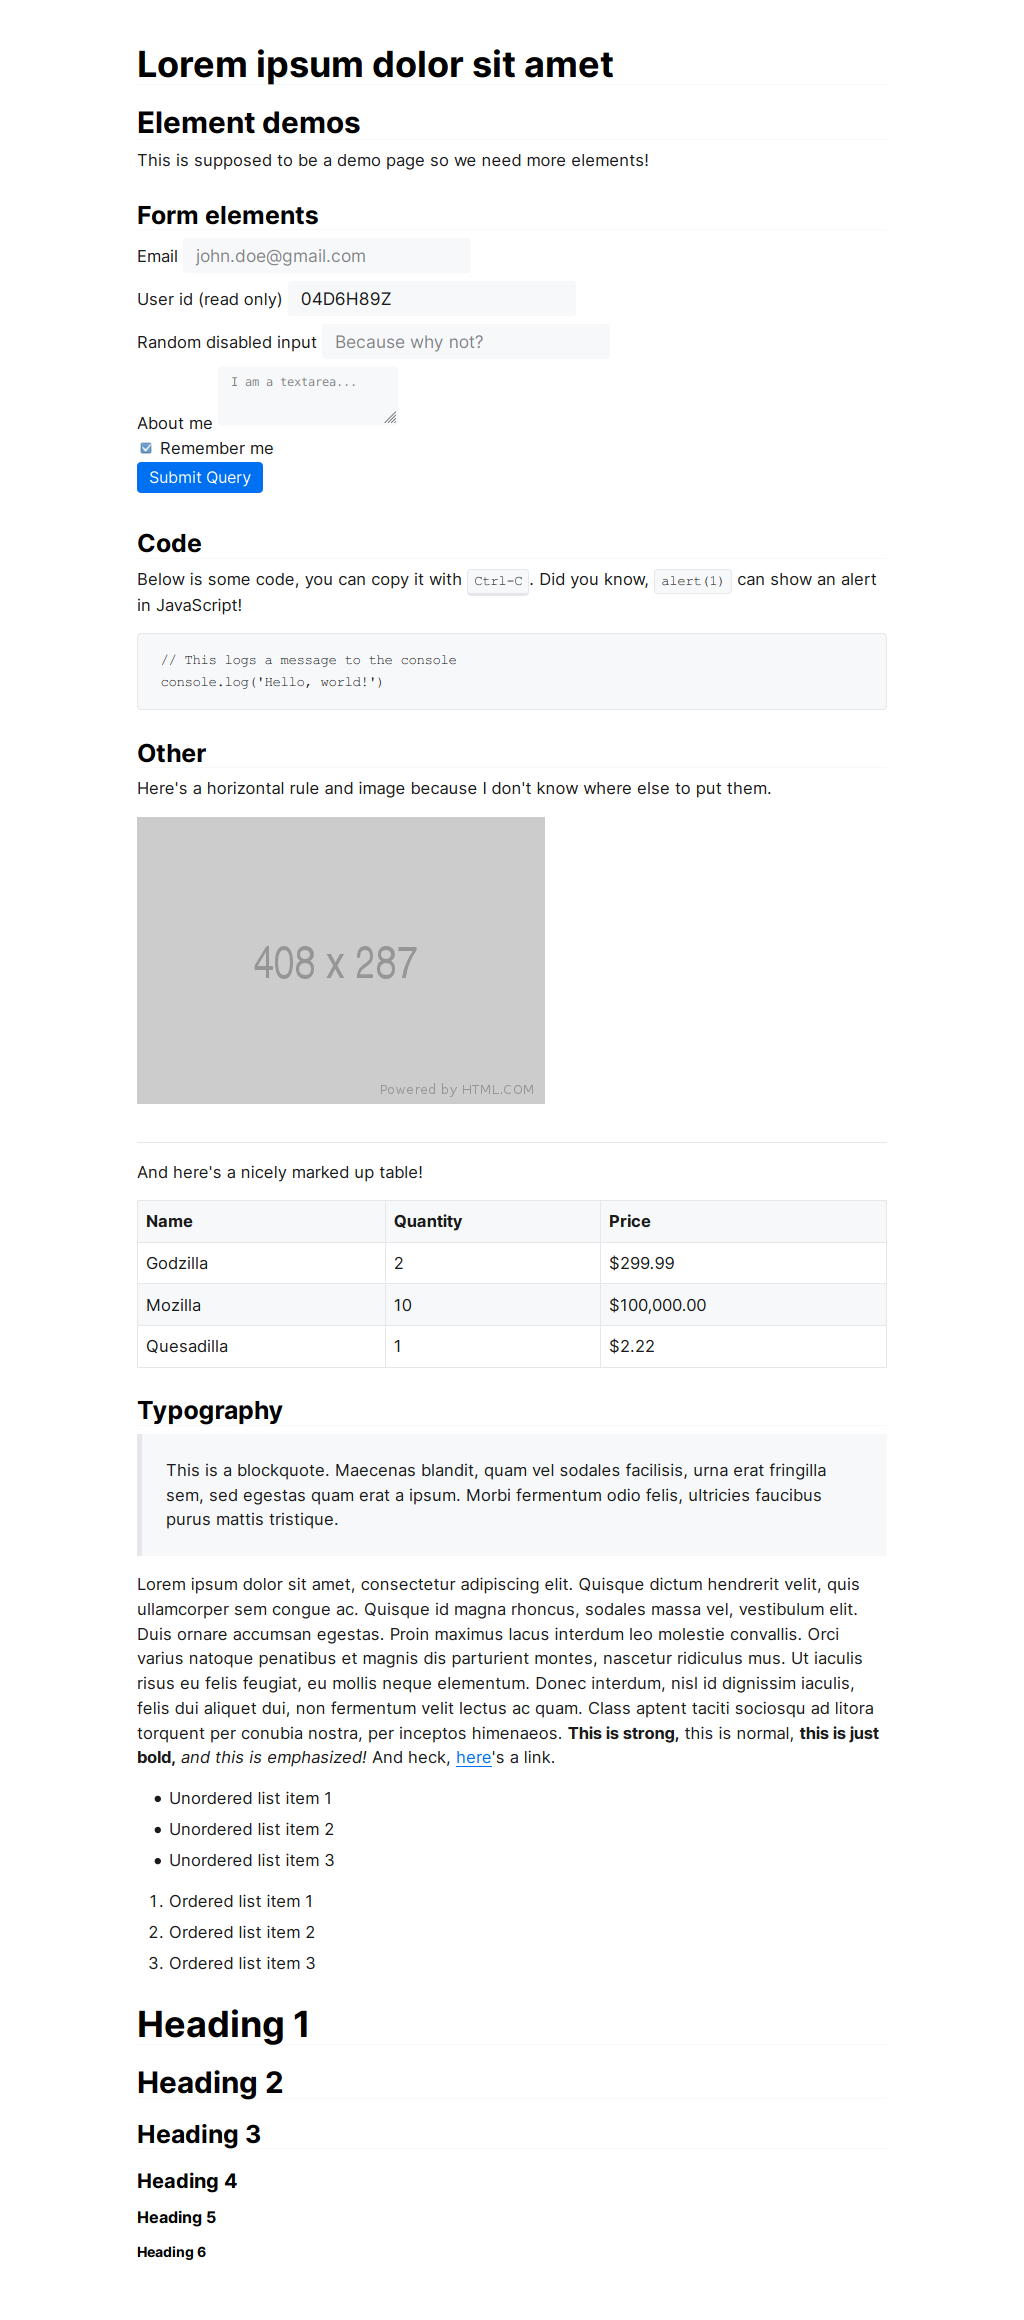 Lorem ipsum dolor sit amet
Element demos
This is supposed to be a demo page so we need more elements!
Form elements
Email john.doe@gmail.com
User id (read only) 04D6H89Z
Random disabled input Because why not?
I am a textarea...
About me
Remember me
Submit Query
Code
Below is some code, you can copy it with Ctrl-C. Did you know, alert(1) can show an alert
in JavaScript!
// This logs a message to the console
console.log('Hello, world!')
Other
Here's a horizontal rule and image because I don't know where else to put them.
408 x 287
Powered by HTML.COM
And here's a nicely marked up table!
Name Quantity Price
Godzilla 2 $299.99
Mozilla 10 $100,000.00
Quesadilla 1 $2.22
Typography
This is a blockquote. Maecenas blandit, quam vel sodales facilisis, urna erat fringilla
sem, sed egestas quam erat a ipsum. Morbi fermentum odio felis, ultricies faucibus
purus mattis tristique.
Lorem ipsum dolor sit amet, consectetur adipiscing elit. Quisque dictum hendrerit velit, quis
ullamcorper sem congue ac. Quisque id magna rhoncus, sodales massa vel, vestibulum elit.
Duis ornare accumsan egestas. Proin maximus lacus interdum leo molestie convallis. Orci
varius natoque penatibus et magnis dis parturient montes, nascetur ridiculus mus. Ut iaculis
risus eu felis feugiat, eu mollis neque elementum. Donec interdum, nisl id dignissim iaculis,
felis dui aliquet dui, non fermentum velit lectus ac quam. Class aptent taciti sociosqu ad litora
torquent per conubia nostra, per inceptos himenaeos. This is strong, this is normal, this is just
bold, and this is emphasized! And heck, here's a link.
• Unordered list item 1
• Unordered list item 2
• Unordered list item 3
1. Ordered list item 1
2. Ordered list item 2
3. Ordered list item 3
Heading 1
Heading 2
Heading 3
Heading 4
Heading 5
Heading 6